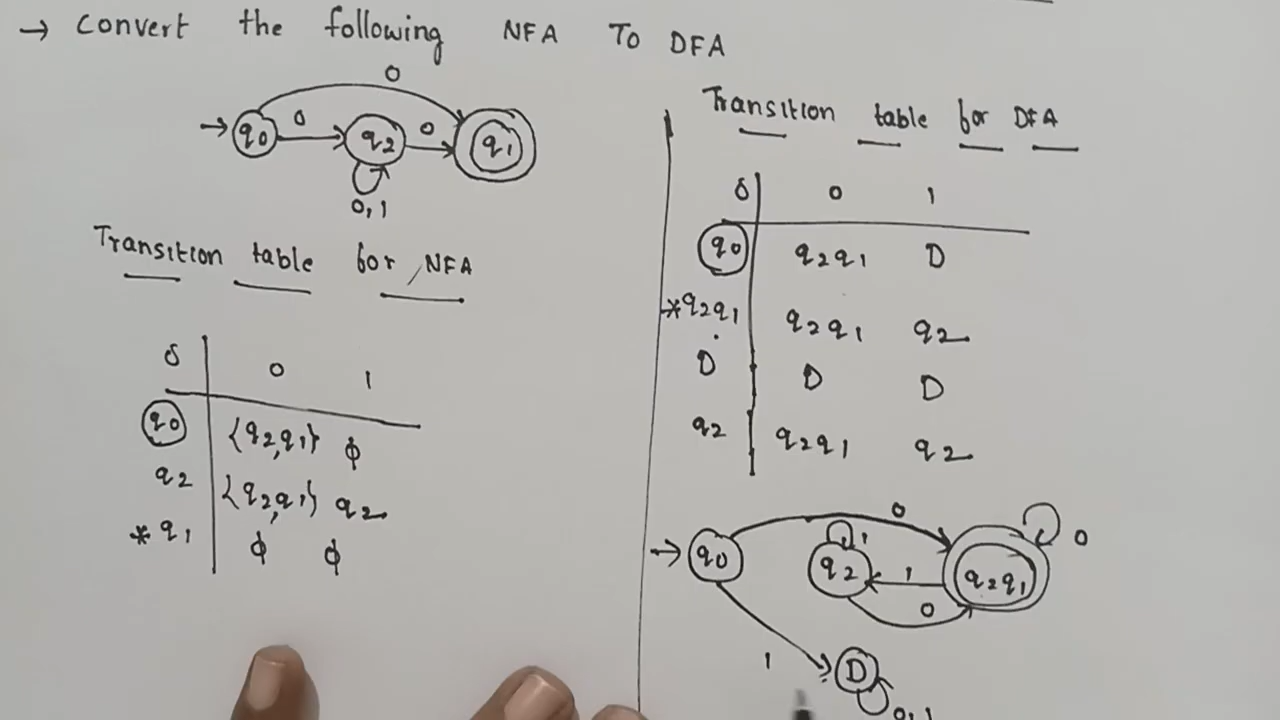 → Convert the following NFA To DFA
0
→ q0 0 q2 0 q1
0,1
Transition table for NFA
δ 0 1
q0 {q2,q1} ϕ
q2 {q2,q1} q2
* q1 ϕ ϕ
Transition table for DFA
δ 0 1
q0 q2q1 D
→*q2q1 q2q1 q2
D D D
q2 q2q1 q2
0 0
→ q0 q2 1 1 q2q1
0
1 D
0,1